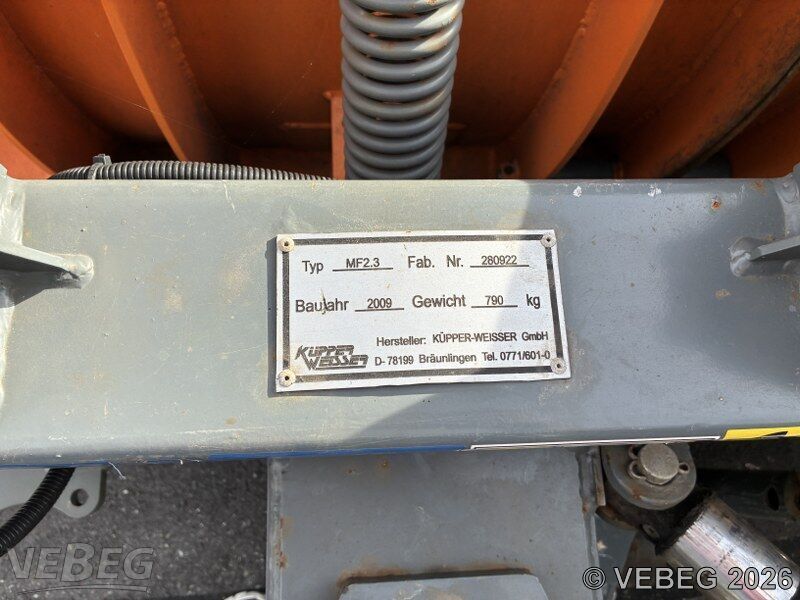 Typ MF2.3 Fab. Nr. 280922
Baujahr 2009 Gewicht 790 kg
Hersteller: KÜPPER-WEISSER GmbH
KÜPPER
WEISSER
D-78199 Bräunlingen Tel. 0771/601-0
VEBEG
© VEBEG 2026